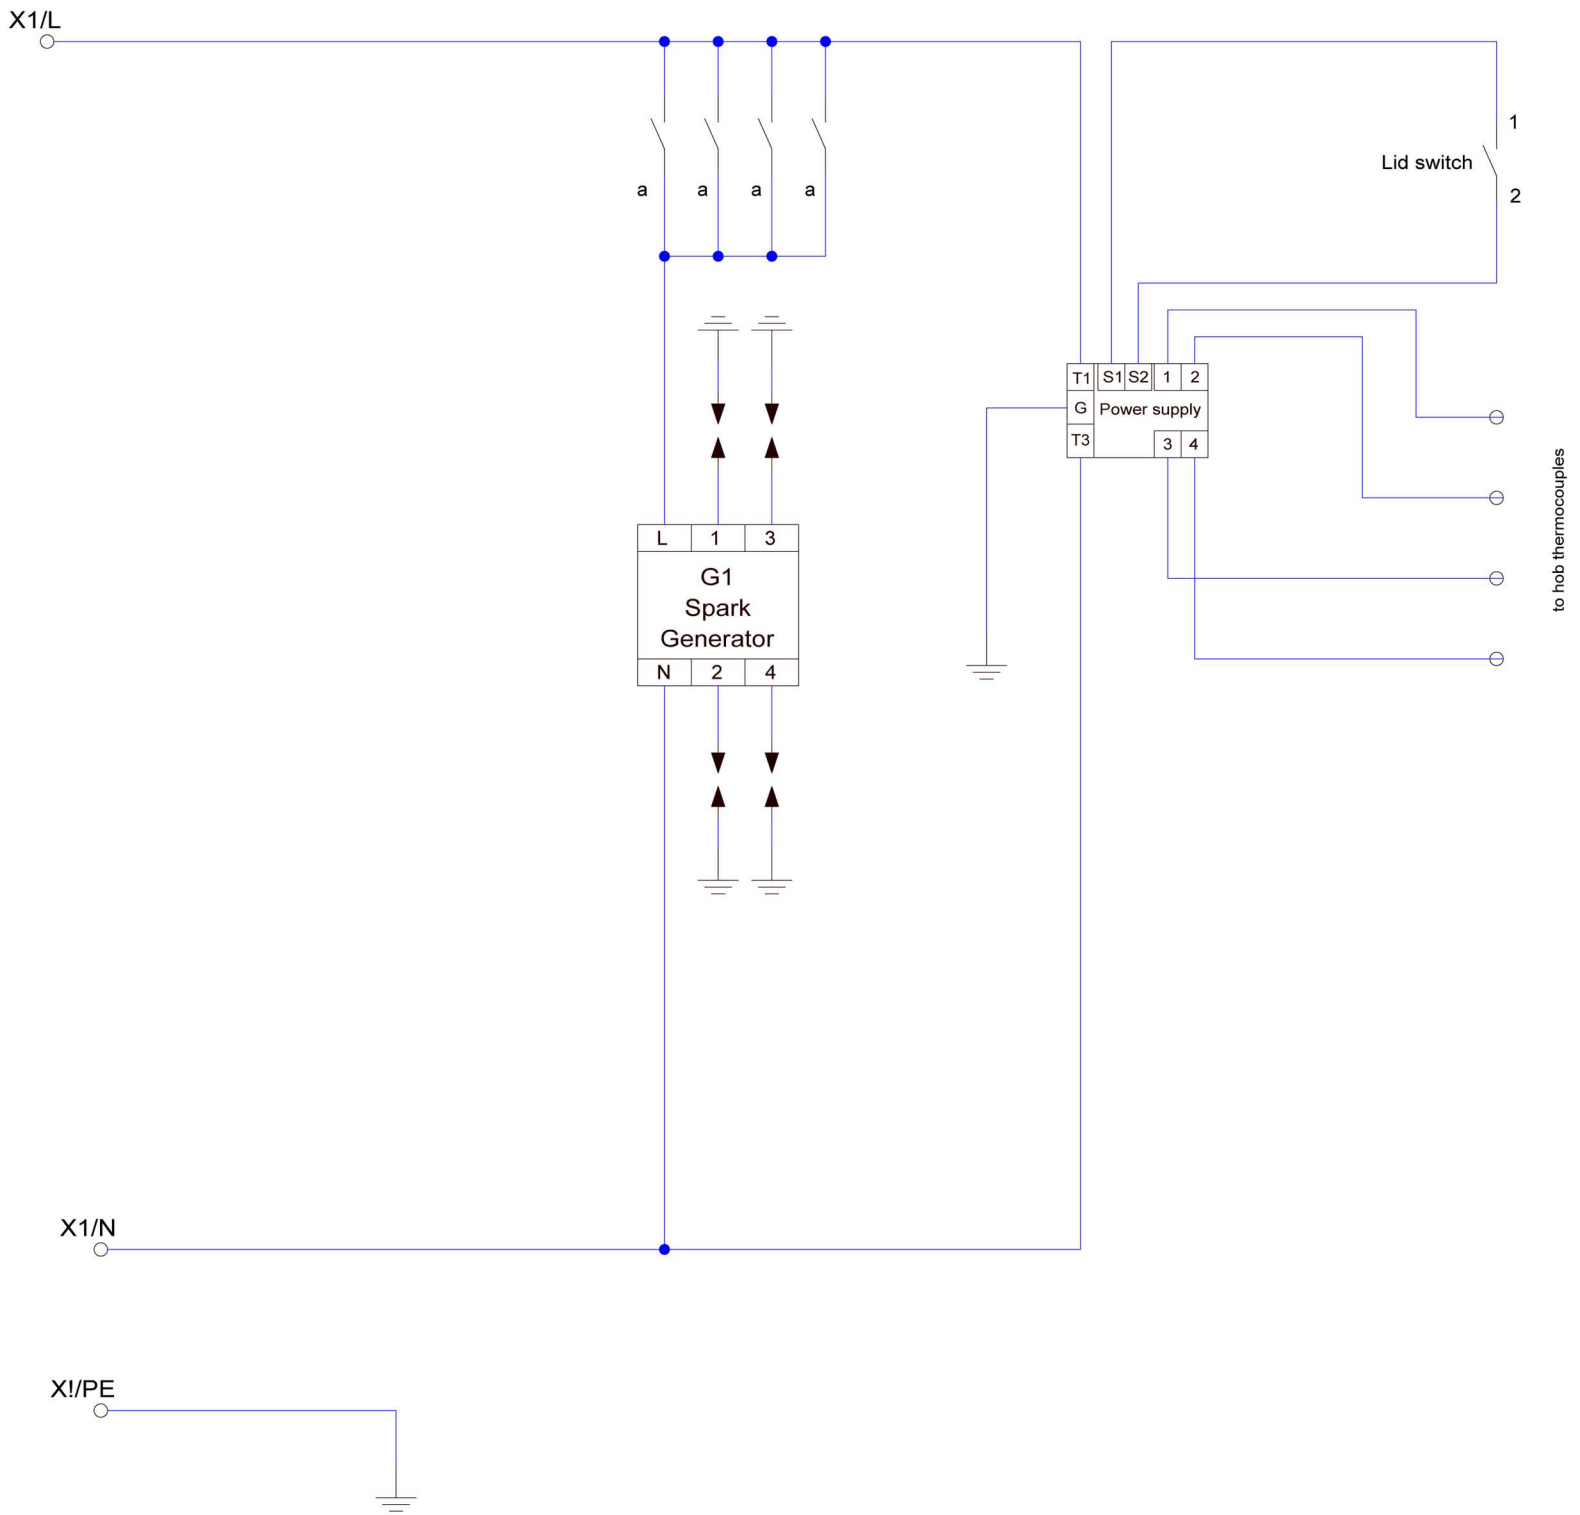 X1/L
1
Lid switch
2
a
a
a
a
T1
S1
S2
1
2
G
Power supply
T3
3
4
to hob thermocouples
L
1
3
G1
Spark
Generator
N
2
4
X1/N
X!/PE